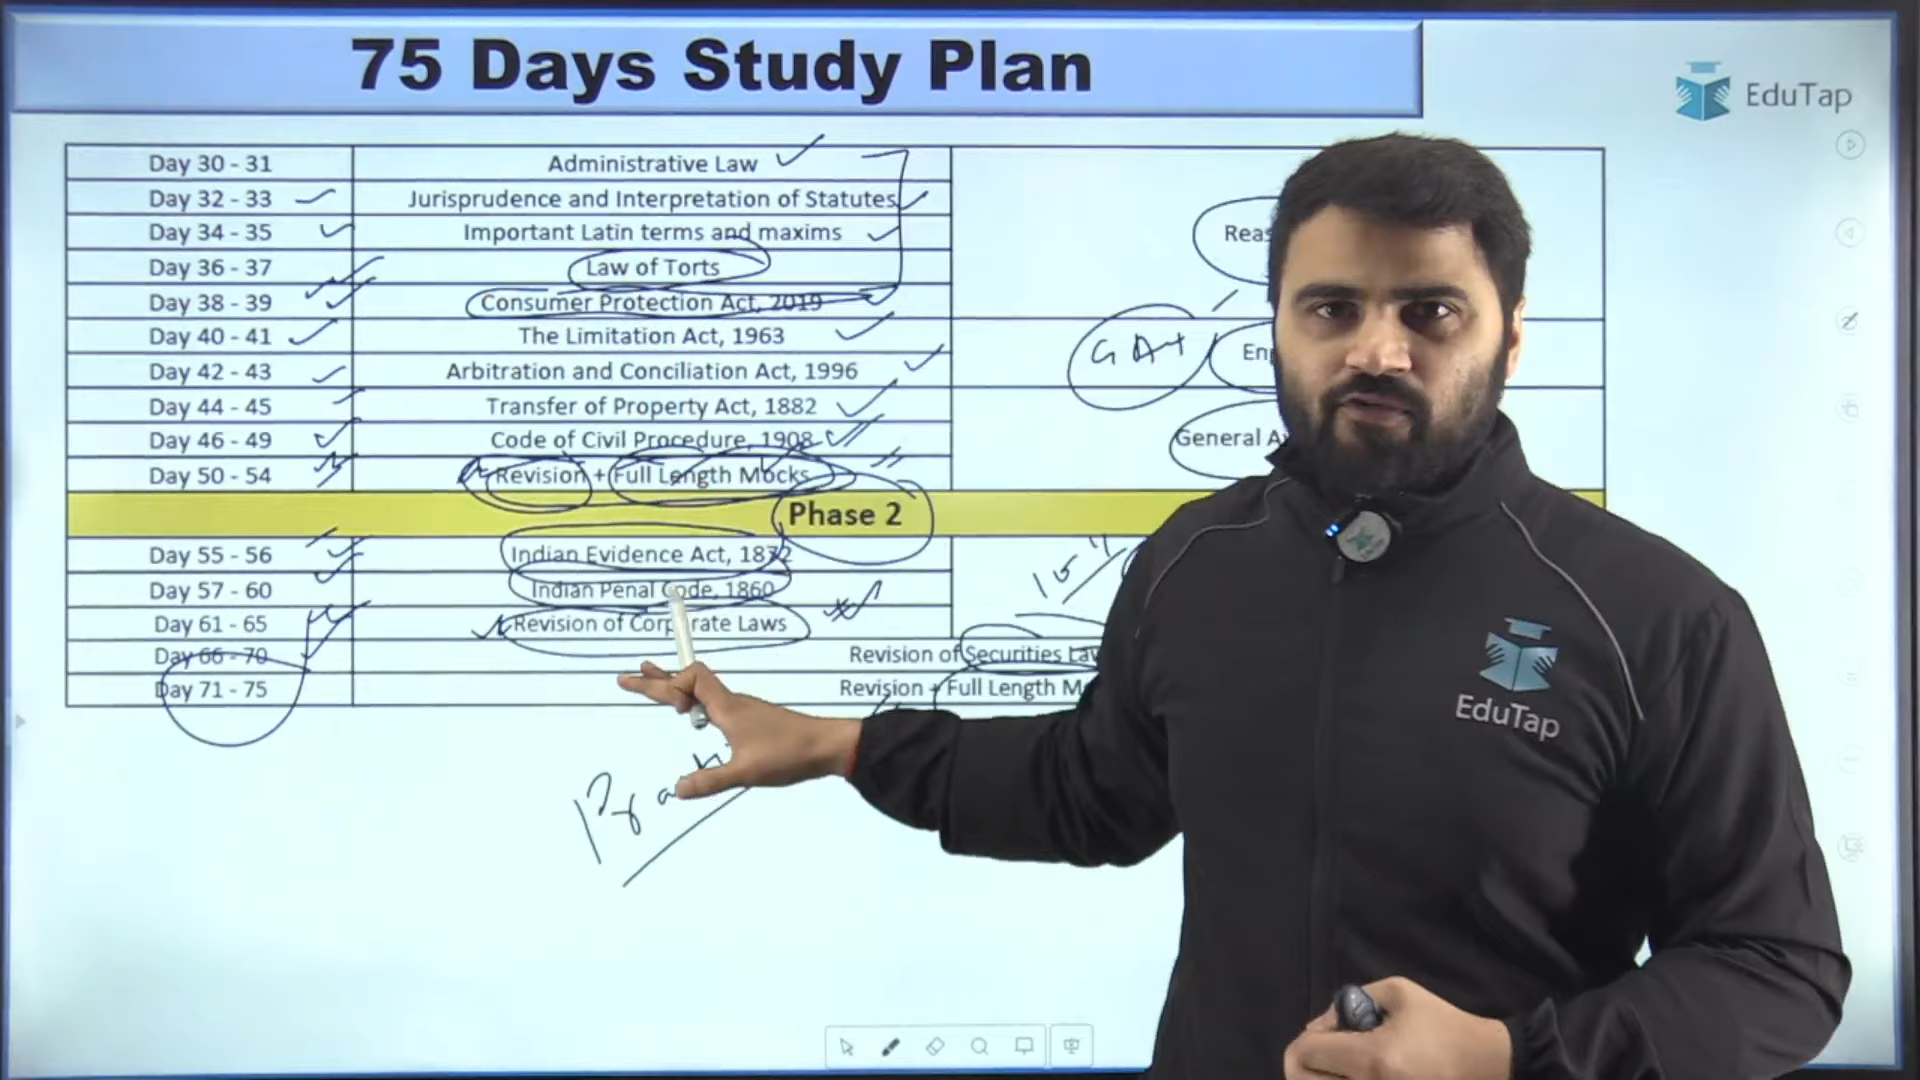 75 Days Study Plan
EduTap
Day 30 - 31 Administrative Law
Day 32 - 33 Jurisprudence and Interpretation of Statutes
Day 34 - 35 Important Latin terms and maxims
Day 36 - 37 Law of Torts
Day 38 - 39 Consumer Protection Act, 2019
Day 40 - 41 The Limitation Act, 1963
Day 42 - 43 Arbitration and Conciliation Act, 1996
Day 44 - 45 Transfer of Property Act, 1882
Day 46 - 49 Code of Civil Procedure, 1908
Day 50 - 54 Revision + Full Length Mocks
Reas
GA+
General
Phase 2
Day 55 - 56 Indian Evidence Act, 1872
Day 57 - 60 Indian Penal Code, 1860
Day 61 - 65 Revision of Corporate Laws
Day 66 - 70 Revision of Securities Law
Day 71 - 75 Revision + Full Length
EduTap